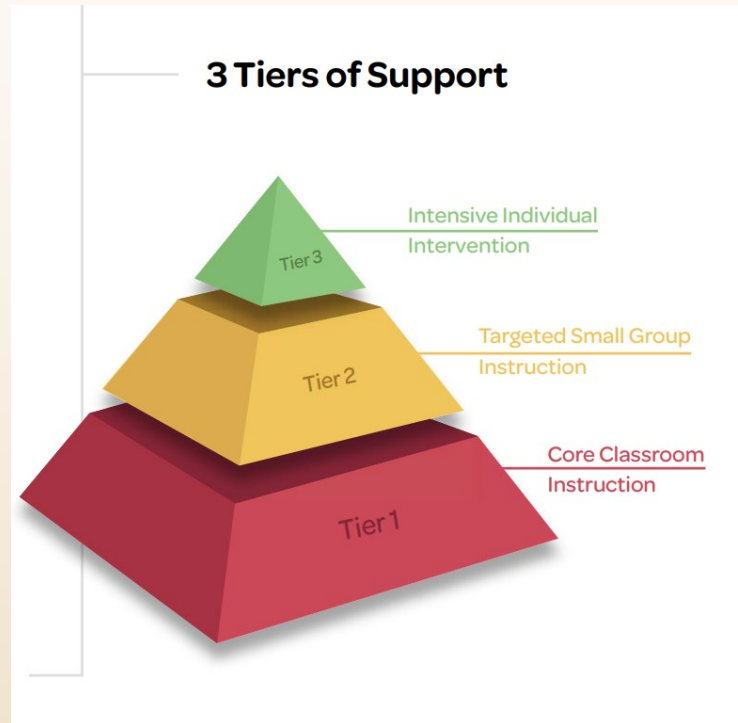 3 Tiers of Support
Intensive Individual
Intervention
Tier 3
Targeted Small Group
Instruction
Tier 2
Core Classroom
Instruction
Tier 1